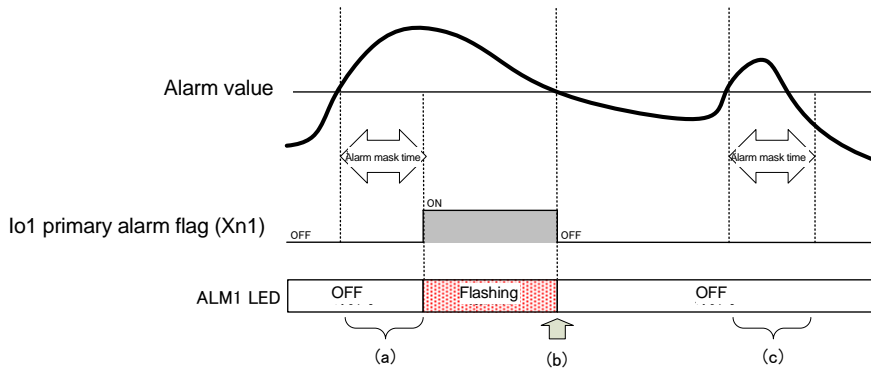 Alarm value
Alarm mask time
Alarm mask time
Io1 primary alarm flag (Xn1)
OFF
ON
OFF
ALM1 LED
OFF
Flashing
OFF
(a)
(b)
(c)